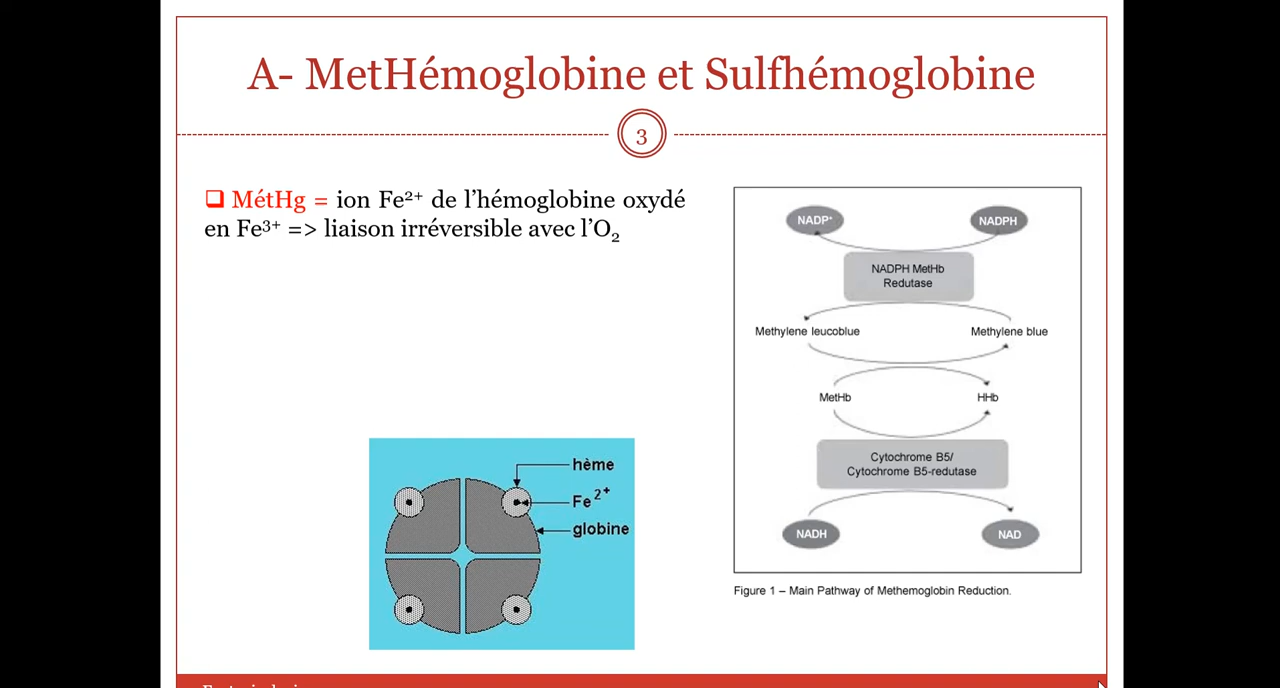 A- MetHémoglobine et Sulfhémoglobine
3
❑ MétHg = ion Fe²⁺ de l’hémoglobine oxydé
en Fe³⁺ => liaison irréversible avec l’O₂
hème
Fe²⁺
globine
NADP⁺
NADPH
NADPH MetHb
Redutase
Methylene leucoblue
Methylene blue
MetHb
HHb
Cytochrome B5/
Cytochrome B5-redutase
NADH
NAD
Figure 1 – Main Pathway of Methemoglobin Reduction.